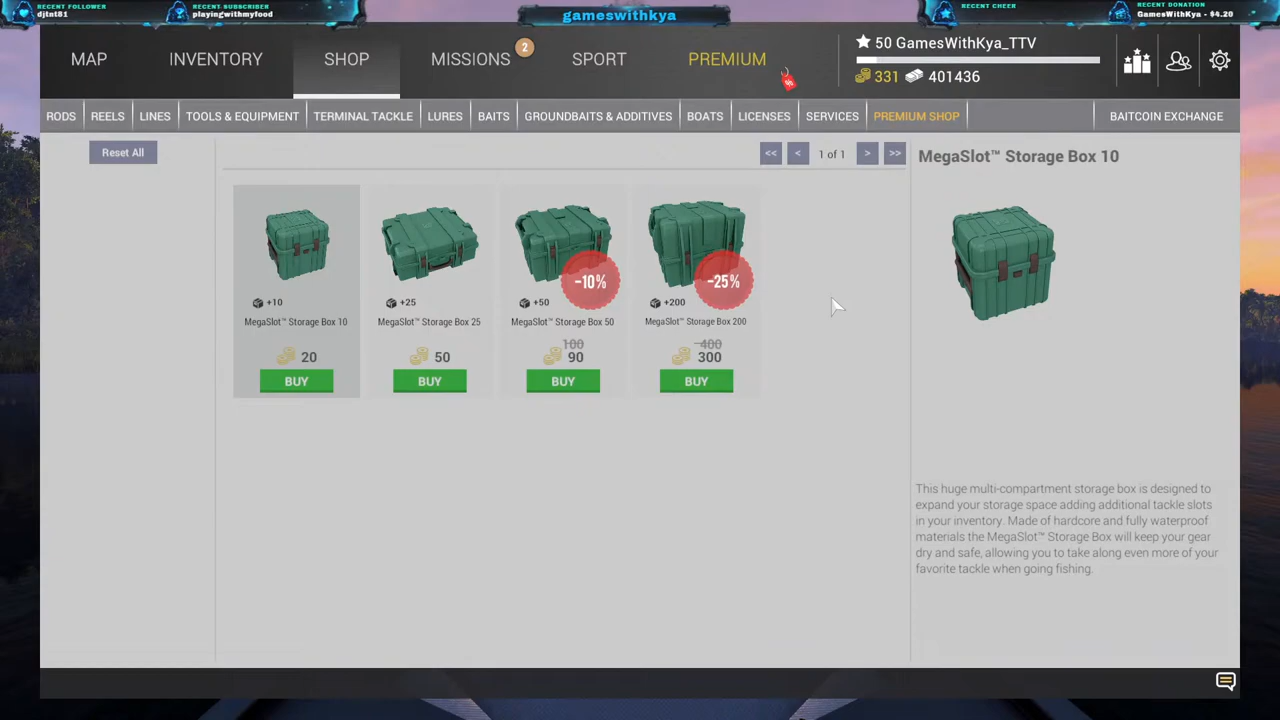 RECENT FOLLOWER
djtnt81
RECENT SUBSCRIBER
playingwithmyfood
gameswithkya
RECENT CHEER
RECENT DONATION
GamesWithKya - $4.20
MAP
INVENTORY
SHOP
MISSIONS
2
SPORT
PREMIUM
%
50 GamesWithKya_TTV
331 401436
RODS
REELS
LINES
TOOLS & EQUIPMENT
TERMINAL TACKLE
LURES
BAITS
GROUNDBAITS & ADDITIVES
BOATS
LICENSES
SERVICES
PREMIUM SHOP
BAITCOIN EXCHANGE
Reset All
<< < 1 of 1 > >>
+10
MegaSlot™ Storage Box 10
20
BUY
+25
MegaSlot™ Storage Box 25
50
BUY
-10%
+50
MegaSlot™ Storage Box 50
100
90
BUY
-25%
+200
MegaSlot™ Storage Box 200
400
300
BUY
MegaSlot™ Storage Box 10
This huge multi-compartment storage box is designed to
expand your storage space adding additional tackle slots
in your inventory. Made of hardcore and fully waterproof
materials the MegaSlot™ Storage Box will keep your gear
dry and safe, allowing you to take along even more of your
favorite tackle when going fishing.